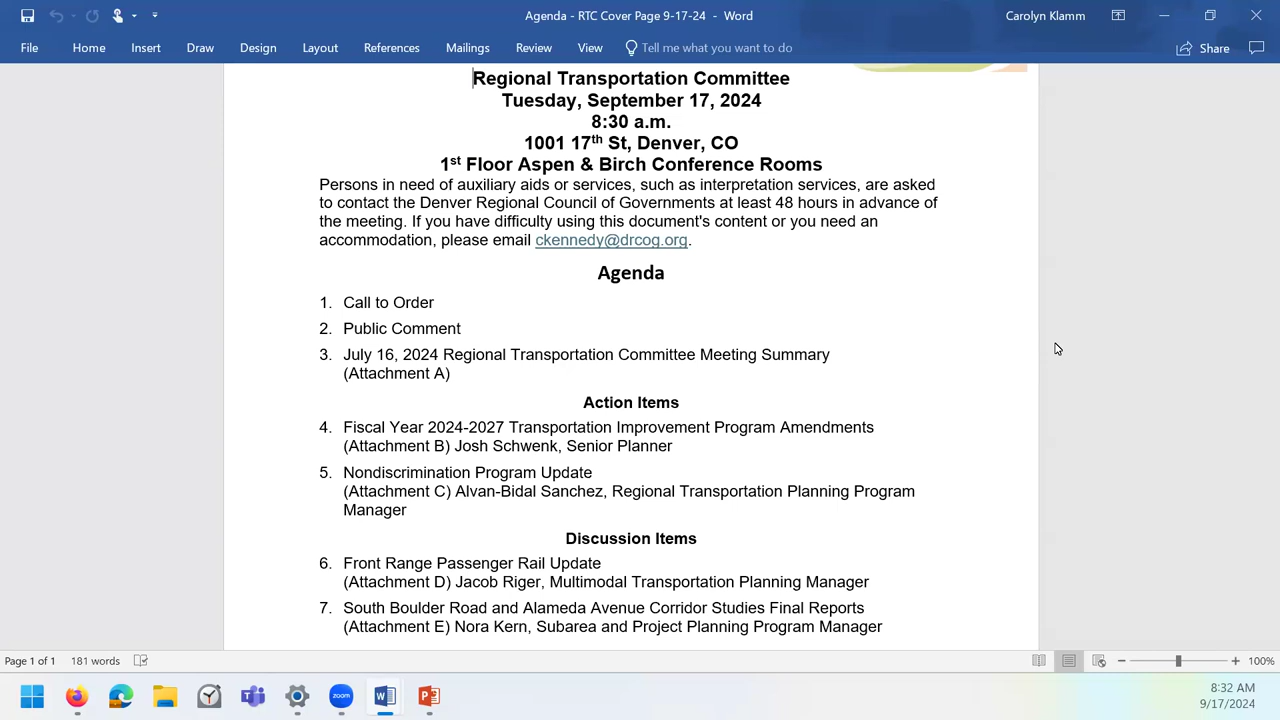 Agenda - RTC Cover Page 9-17-24 - Word
Carolyn Klamm
File Home Insert Draw Design Layout References Mailings Review View Tell me what you want to do Share
Regional Transportation Committee
Tuesday, September 17, 2024
8:30 a.m.
1001 17th St, Denver, CO
1st Floor Aspen & Birch Conference Rooms
Persons in need of auxiliary aids or services, such as interpretation services, are asked
to contact the Denver Regional Council of Governments at least 48 hours in advance of
the meeting. If you have difficulty using this document's content or you need an
accommodation, please email ckennedy@drcog.org.
Agenda
1. Call to Order
2. Public Comment
3. July 16, 2024 Regional Transportation Committee Meeting Summary
(Attachment A)
Action Items
4. Fiscal Year 2024-2027 Transportation Improvement Program Amendments
(Attachment B) Josh Schwenk, Senior Planner
5. Nondiscrimination Program Update
(Attachment C) Alvan-Bidal Sanchez, Regional Transportation Planning Program
Manager
Discussion Items
6. Front Range Passenger Rail Update
(Attachment D) Jacob Riger, Multimodal Transportation Planning Manager
7. South Boulder Road and Alameda Avenue Corridor Studies Final Reports
(Attachment E) Nora Kern, Subarea and Project Planning Program Manager
Page 1 of 1 181 words 100%
zoom
8:32 AM
9/17/2024